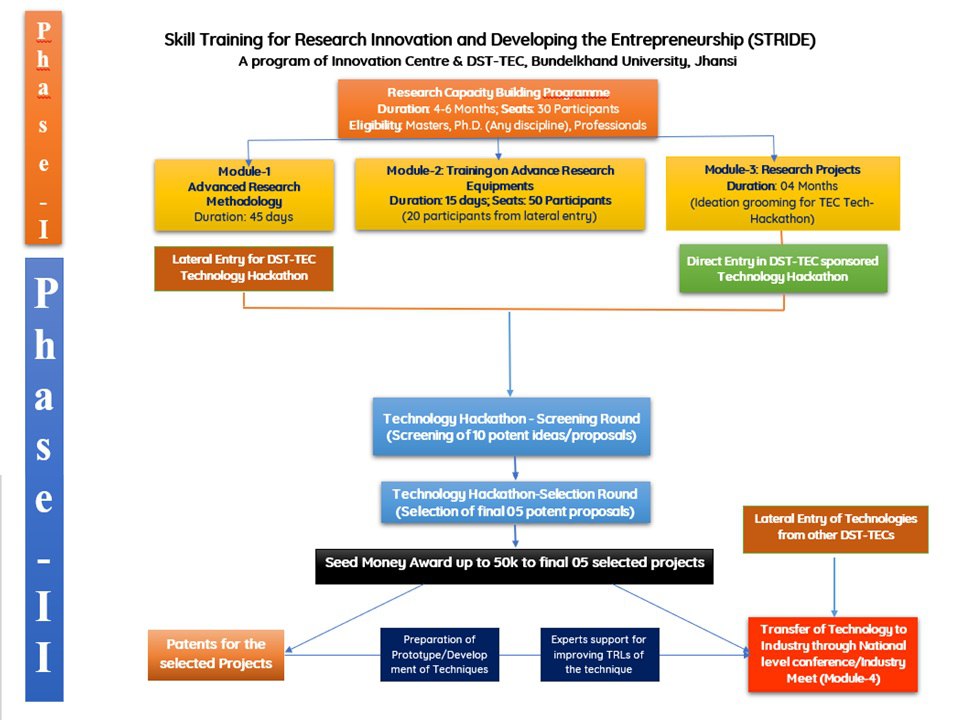 Phase-I
Skill Training for Research Innovation and Developing the Entrepreneurship (STRIDE)
A program of Innovation Centre & DST-TEC, Bundelkhand University, Jhansi
Research Capacity Building Programme
Duration: 4-6 Months; Seats: 30 Participants
Eligibility: Masters, Ph.D. (Any discipline), Professionals
Module-1
Advanced Research
Methodology
Duration: 45 days
Module-2: Training on Advance Research
Equipments
Duration: 15 days; Seats: 50 Participants
(20 participants from lateral entry)
Module-3: Research Projects
Duration: 04 Months
(Ideation grooming for TEC Tech-
Hackathon)
Lateral Entry for DST-TEC
Technology Hackathon
Direct Entry in DST-TEC sponsored
Technology Hackathon
Phase-II
Technology Hackathon - Screening Round
(Screening of 10 potent ideas/proposals)
Technology Hackathon-Selection Round
(Selection of final 05 potent proposals)
Lateral Entry of Technologies
from other DST-TECs
Seed Money Award up to 50k to final 05 selected projects
Patents for the
selected Projects
Preparation of
Prototype/Develop
ment of Techniques
Experts support for
improving TRLs of
the technique
Transfer of Technology to
Industry through National
level conference/Industry
Meet (Module-4)